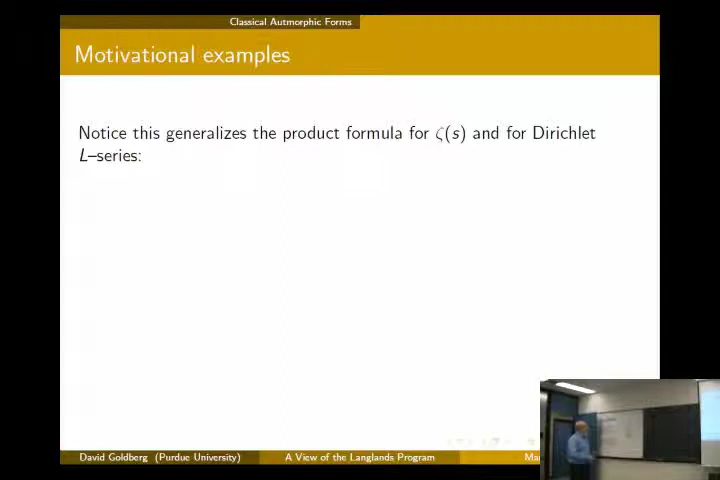 Classical Autmorphic Forms
Motivational examples
Notice this generalizes the product formula for ζ(s) and for Dirichlet
L–series:
David Goldberg (Purdue University) A View of the Langlands Program